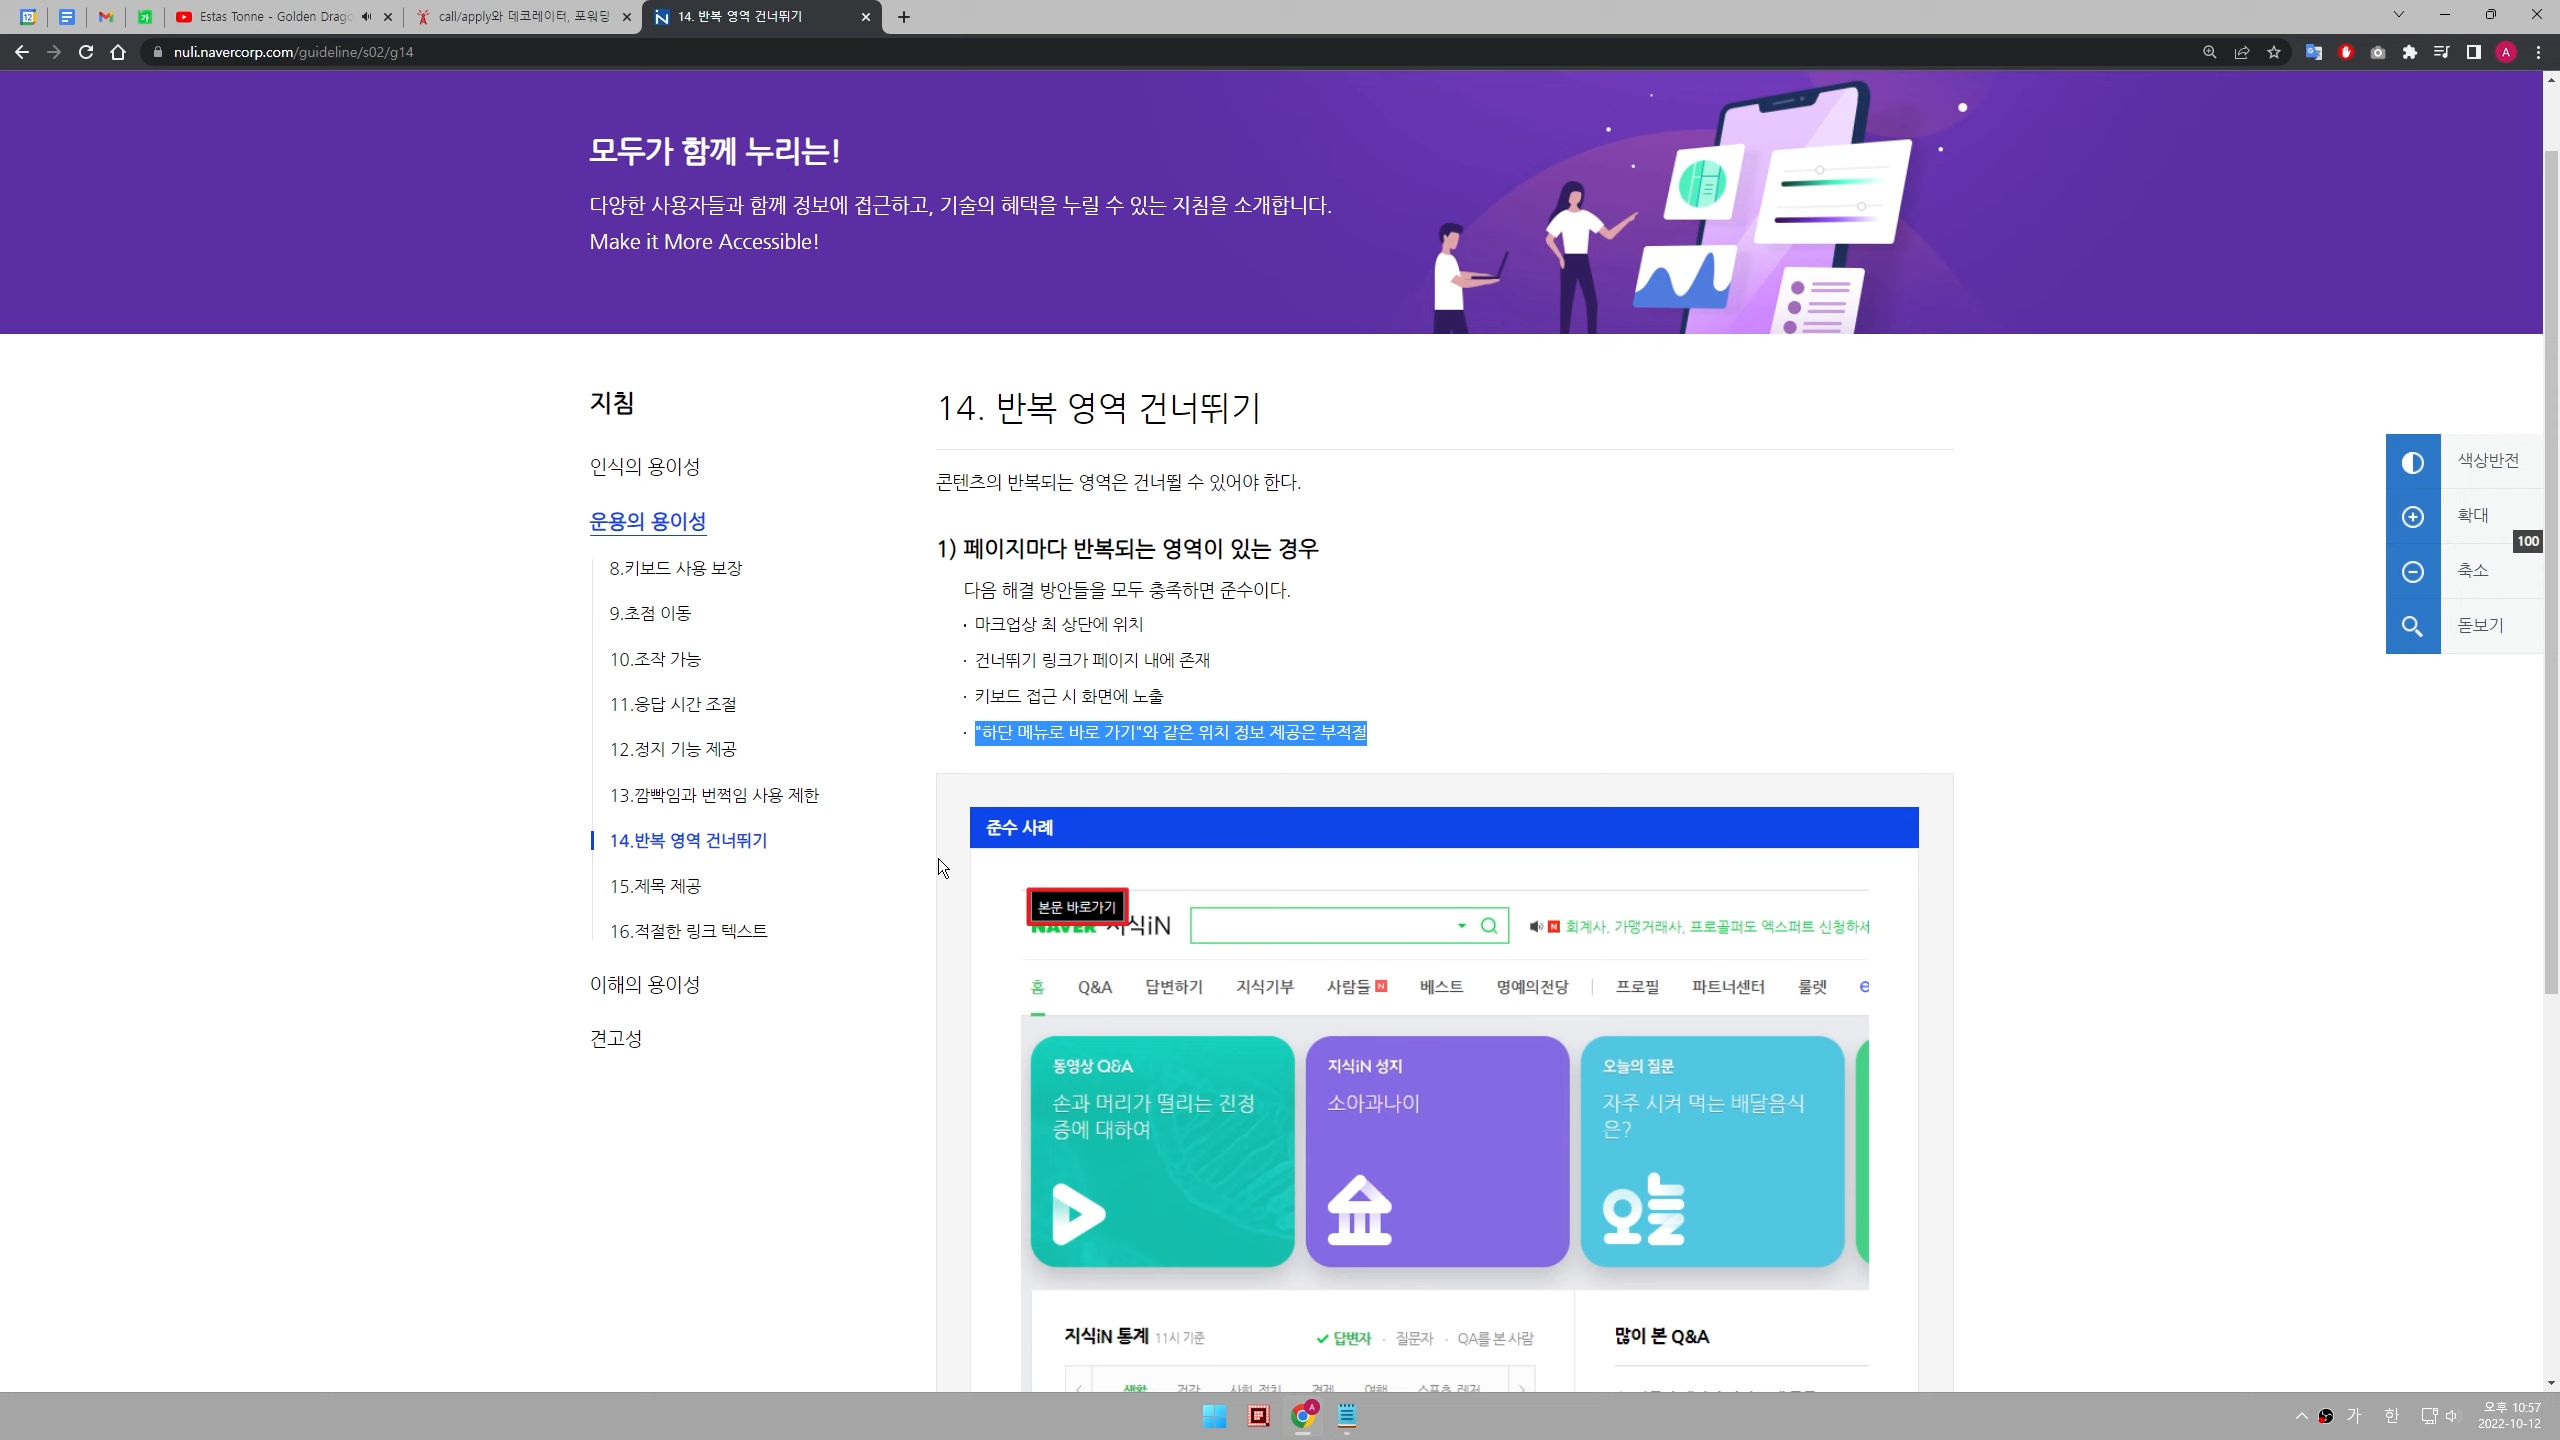 Estas Tonne - Golden Drag
call/apply와 데코레이터, 포워딩
14. 반복 영역 건너뛰기
nuli.navercorp.com/guideline/s02/g14
A
모두가 함께 누리는!
다양한 사용자들과 함께 정보에 접근하고, 기술의 혜택을 누릴 수 있는 지침을 소개합니다.
Make it More Accessible!
지침
인식의 용이성
운용의 용이성
8.키보드 사용 보장
9.초점 이동
10.조작 가능
11.응답 시간 조절
12.정지 기능 제공
13.깜빡임과 번쩍임 사용 제한
14.반복 영역 건너뛰기
15.제목 제공
16.적절한 링크 텍스트
이해의 용이성
견고성
14. 반복 영역 건너뛰기
콘텐츠의 반복되는 영역은 건너뛸 수 있어야 한다.
1) 페이지마다 반복되는 영역이 있는 경우
다음 해결 방안들을 모두 충족하면 준수이다.
· 마크업상 최 상단에 위치
· 건너뛰기 링크가 페이지 내에 존재
· 키보드 접근 시 화면에 노출
· "하단 메뉴로 바로 가기"와 같은 위치 정보 제공은 부적절
준수 사례
본문 바로가기
NAVER 지식iN
회계사, 가맹거래사, 프로골퍼도 엑스퍼트 신청하세
홈 Q&A 답변하기 지식기부 사람들 N 베스트 명예의전당 프로필 파트너센터 룰렛 e
동영상 Q&A
손과 머리가 떨리는 진정
증에 대하여
지식iN 성지
소아과나이
오늘의 질문
자주 시켜 먹는 배달음식
은?
오늘
지식iN 통계 11시 기준
답변자 · 질문자 · QA를 본 사람
많이 본 Q&A
생활 건강 사회, 정치 경제 여행 스포츠, 레저
색상반전
확대
100
축소
돋보기
가 한
오후 10:57
2022-10-12